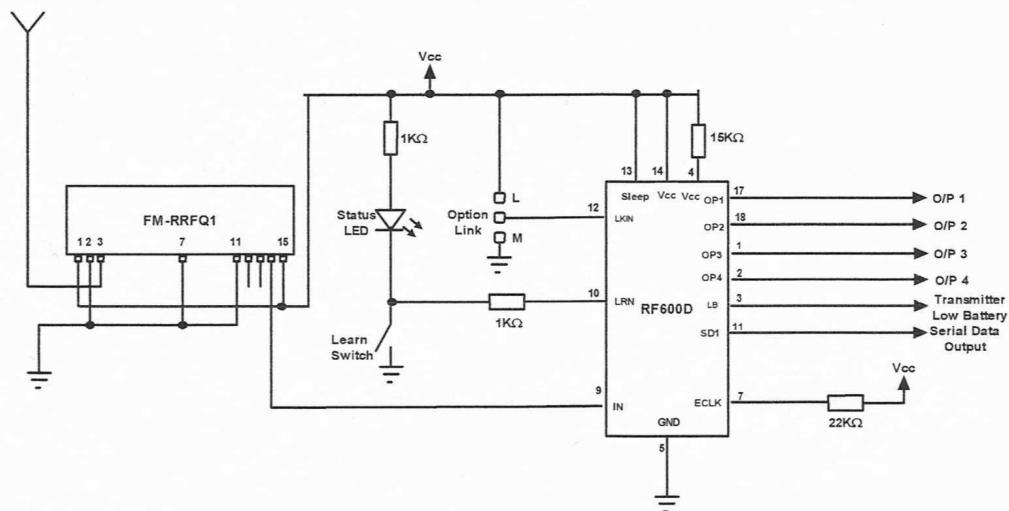 Vcc
1KΩ
15KΩ
13
14
4
Sleep
Vcc
Vcc
OP1
17
O/P 1
FM-RRFQ1
L
Status
LED
Option
Link
12
LKIN
OP2
18
O/P 2
1
2
3
7
11
15
M
OP3
1
O/P 3
OP4
2
O/P 4
10
LRN
RF600D
LB
3
Transmitter
Low Battery
1KΩ
SD1
11
Serial Data
Output
Learn
Switch
Vcc
9
IN
ECLK
7
22KΩ
GND
5